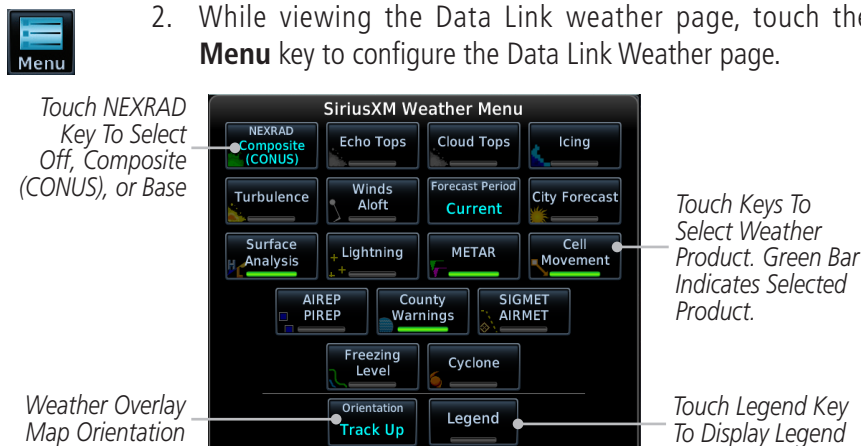 2. While viewing the Data Link weather page, touch the
Menu key to configure the Data Link Weather page.
Menu
Touch NEXRAD
Key To Select
Off, Composite
(CONUS), or Base
SiriusXM Weather Menu
NEXRAD
Composite
(CONUS)
Echo Tops
Cloud Tops
Icing
Turbulence
Winds
Aloft
Forecast Period
Current
City Forecast
Surface
Analysis
Lightning
METAR
Cell
Movement
AIREP
PIREP
County
Warnings
SIGMET
AIRMET
Freezing
Level
Cyclone
Orientation
Track Up
Legend
Touch Keys To
Select Weather
Product. Green Bar
Indicates Selected
Product.
Weather Overlay
Map Orientation
Touch Legend Key
To Display Legend